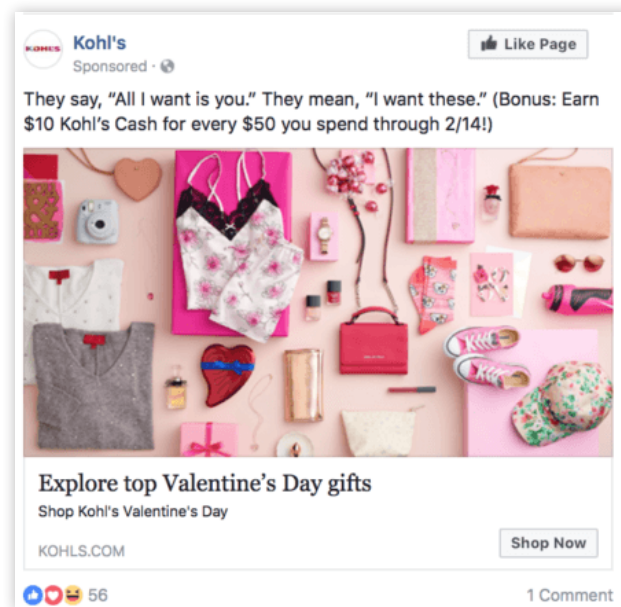 KOHL'S
Kohl's
Like Page
Sponsored ·
They say, “All I want is you.” They mean, “I want these.” (Bonus: Earn
$10 Kohl’s Cash for every $50 you spend through 2/14!)
Explore top Valentine’s Day gifts
Shop Kohl's Valentine's Day
KOHLS.COM
Shop Now
56
1 Comment